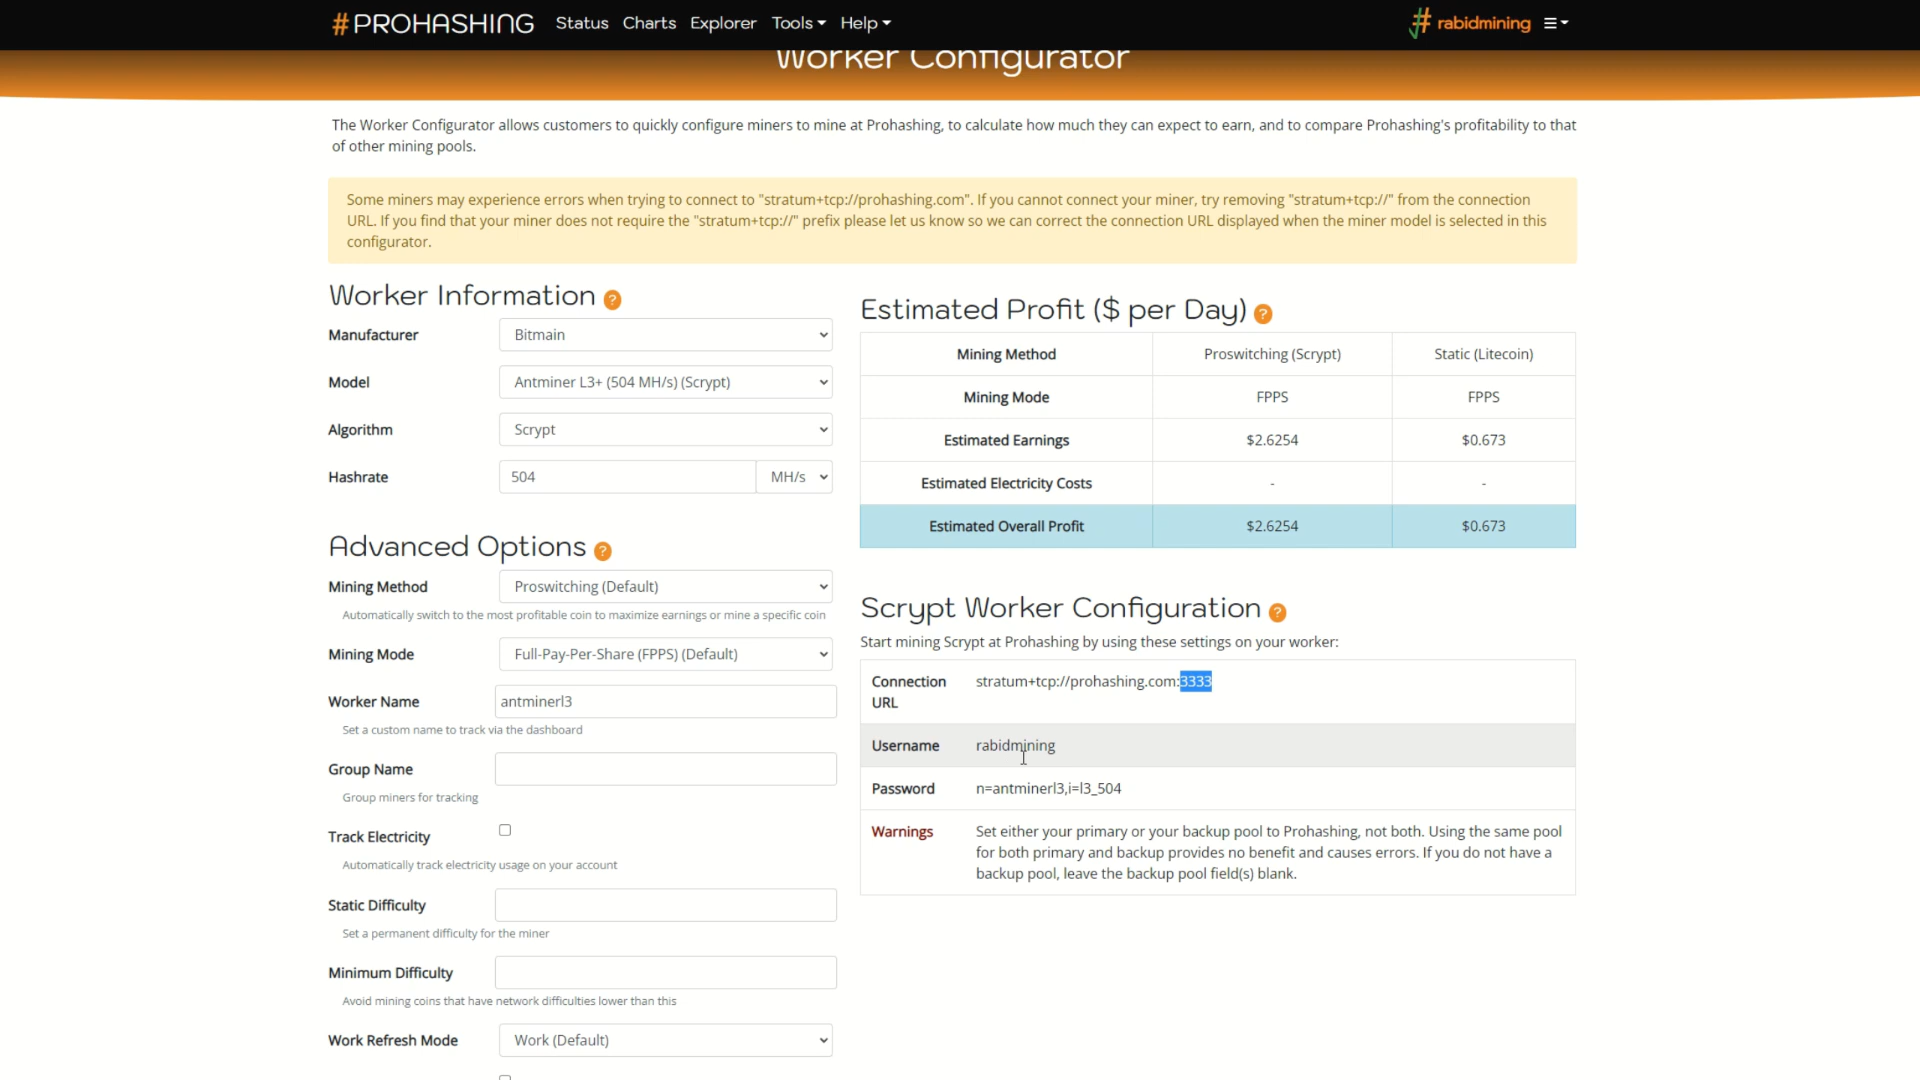 #PROHASHING Status Charts Explorer Tools Help rabidmining
Worker Configurator
The Worker Configurator allows customers to quickly configure miners to mine at Prohashing, to calculate how much they can expect to earn, and to compare Prohashing's profitability to that
of other mining pools.
Some miners may experience errors when trying to connect to "stratum+tcp://prohashing.com". If you cannot connect your miner, try removing "stratum+tcp://" from the connection
URL. If you find that your miner does not require the "stratum+tcp://" prefix please let us know so we can correct the connection URL displayed when the miner model is selected in this
configurator.
Worker Information ?
Manufacturer Bitmain
Model Antminer L3+ (504 MH/s) (Scrypt)
Algorithm Scrypt
Hashrate 504 MH/s
Advanced Options ?
Mining Method Proswitching (Default)
Automatically switch to the most profitable coin to maximize earnings or mine a specific coin
Mining Mode Full-Pay-Per-Share (FPPS) (Default)
Worker Name antminerl3
Set a custom name to track via the dashboard
Group Name
Group miners for tracking
Track Electricity
Automatically track electricity usage on your account
Static Difficulty
Set a permanent difficulty for the miner
Minimum Difficulty
Avoid mining coins that have network difficulties lower than this
Work Refresh Mode Work (Default)
Estimated Profit ($ per Day) ?
Mining Method Proswitching (Scrypt) Static (Litecoin)
Mining Mode FPPS FPPS
Estimated Earnings $2.6254 $0.673
Estimated Electricity Costs - -
Estimated Overall Profit $2.6254 $0.673
Scrypt Worker Configuration ?
Start mining Scrypt at Prohashing by using these settings on your worker:
Connection stratum+tcp://prohashing.com:3333
URL
Username rabidmining
Password n=antminerl3,i=l3_504
Warnings Set either your primary or your backup pool to Prohashing, not both. Using the same pool
for both primary and backup provides no benefit and causes errors. If you do not have a
backup pool, leave the backup pool field(s) blank.